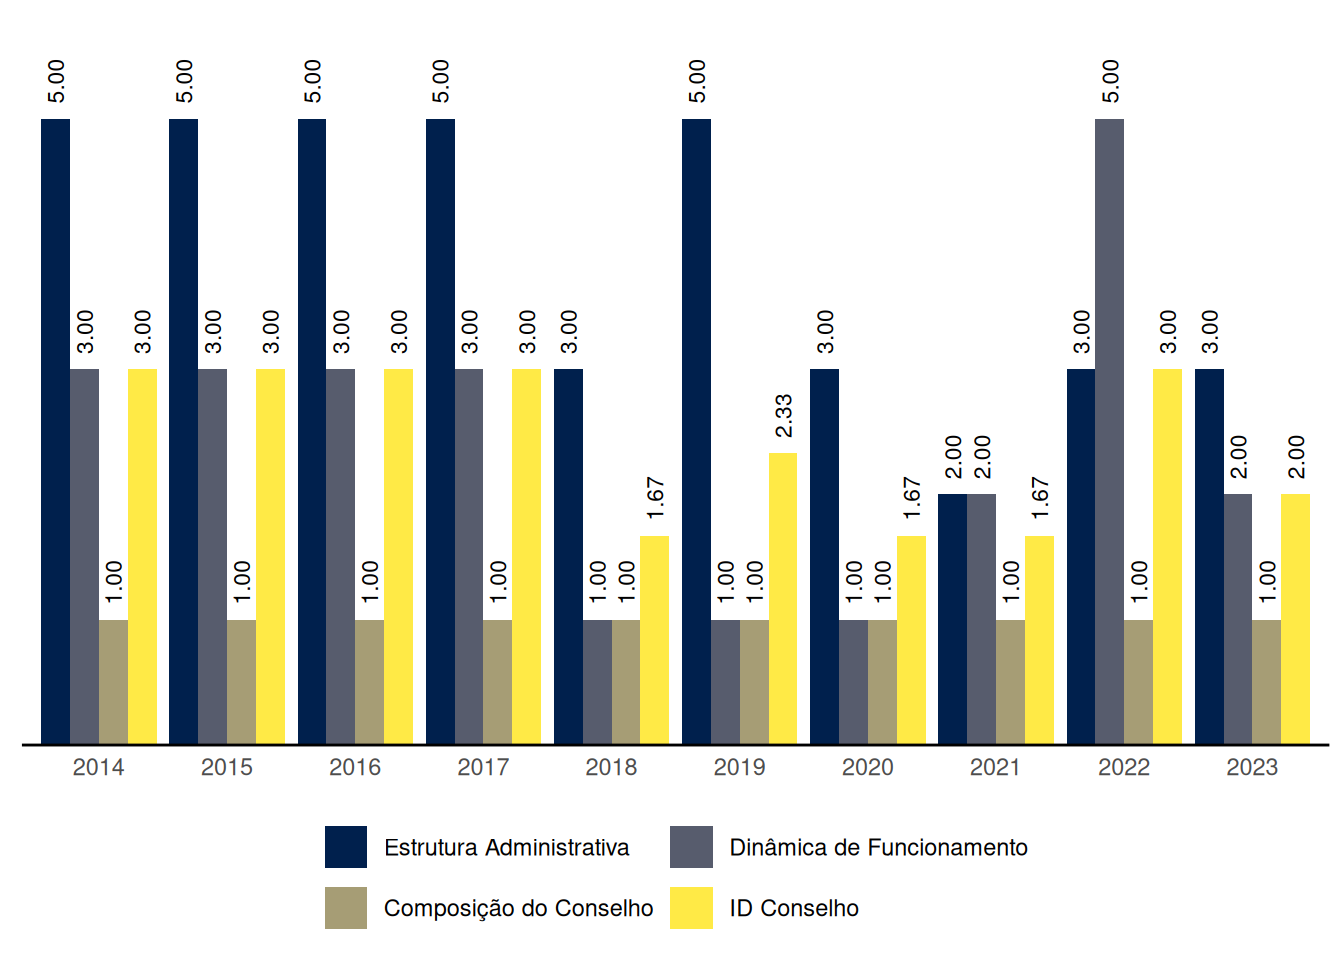 5.00 3.00 1.00 3.00
5.00 3.00 1.00 3.00
5.00 3.00 1.00 3.00
5.00 3.00 1.00 3.00
3.00 1.00 1.00 1.67
5.00 1.00 1.00 2.33
3.00 1.00 1.00 1.67
2.00 2.00 1.00 1.67
3.00 5.00 1.00 3.00
3.00 2.00 1.00 2.00
2014 2015 2016 2017 2018 2019 2020 2021 2022 2023
Estrutura Administrativa Dinâmica de Funcionamento
Composição do Conselho ID Conselho